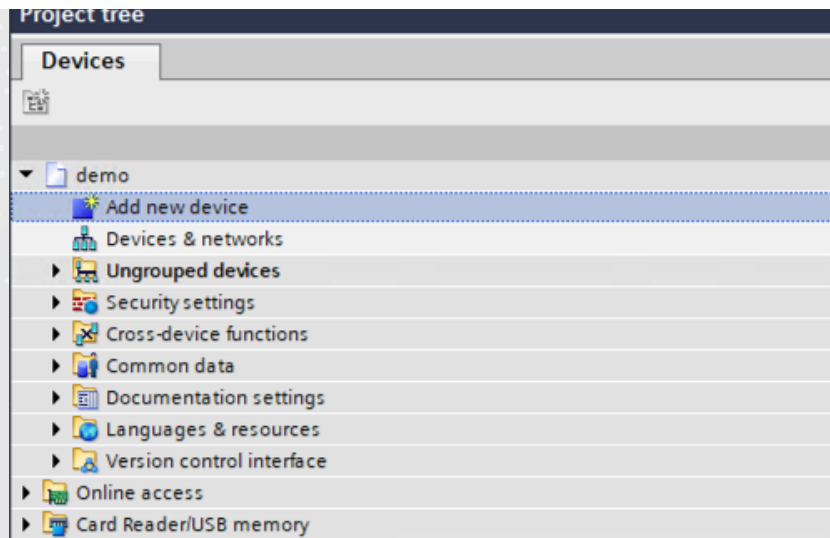 Project tree
Devices
demo
Add new device
Devices & networks
Ungrouped devices
Security settings
Cross-device functions
Common data
Documentation settings
Languages & resources
Version control interface
Online access
Card Reader/USB memory